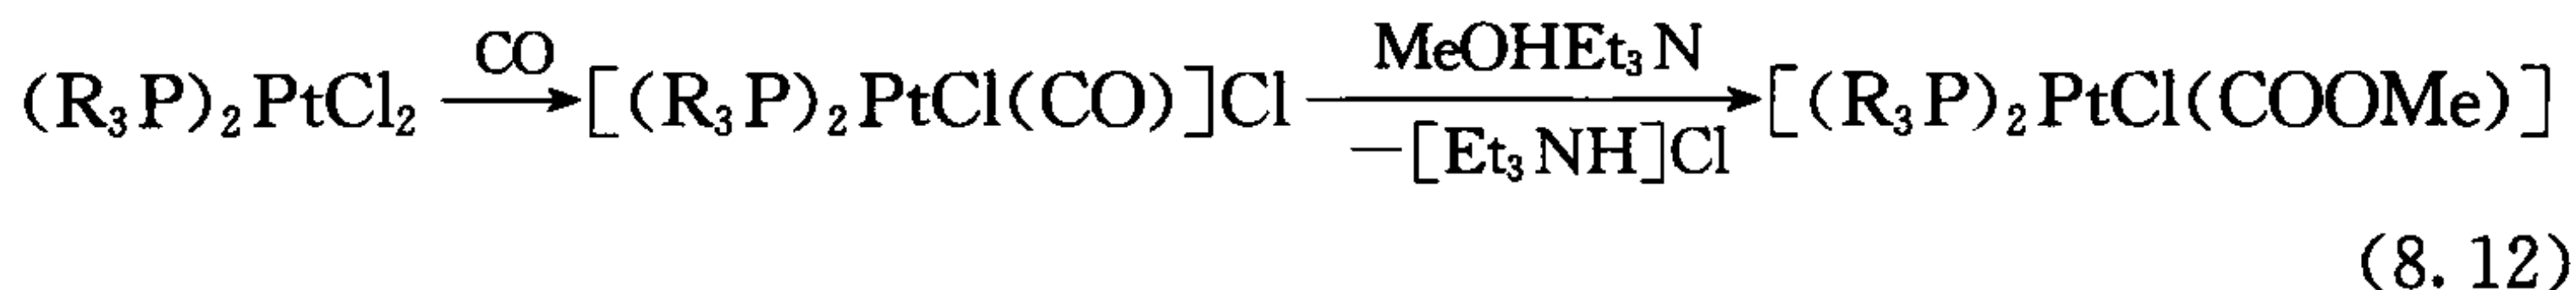 CO MeOHEt₃N
(R₃P)₂PtCl₂ ⟶ [(R₃P)₂PtCl(CO)]Cl ⟶ [(R₃P)₂PtCl(COOMe)]
−[Et₃NH]Cl
(8.12)